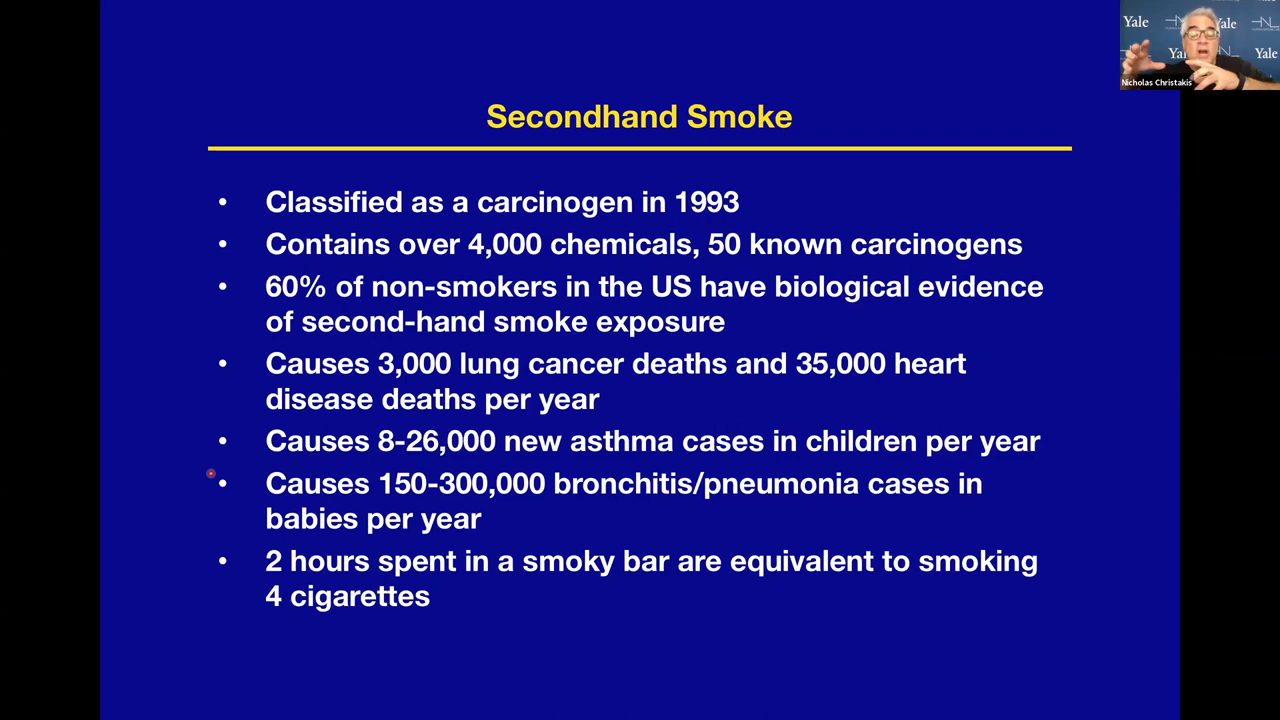 Yale
Yale
Yale
Nicholas Christakis
Secondhand Smoke
• Classified as a carcinogen in 1993
• Contains over 4,000 chemicals, 50 known carcinogens
• 60% of non-smokers in the US have biological evidence
of second-hand smoke exposure
• Causes 3,000 lung cancer deaths and 35,000 heart
disease deaths per year
• Causes 8-26,000 new asthma cases in children per year
• Causes 150-300,000 bronchitis/pneumonia cases in
babies per year
• 2 hours spent in a smoky bar are equivalent to smoking
4 cigarettes